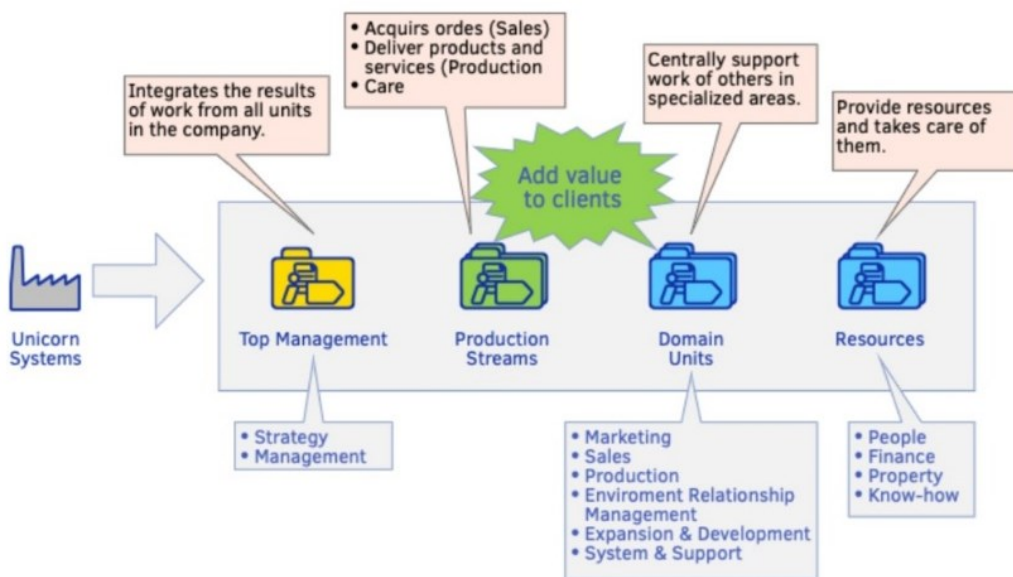 • Acquirs ordes (Sales)
• Deliver products and
services (Production
• Care
Integrates the results
of work from all units
in the company.
Centrally support
work of others in
specialized areas.
Provide resources
and takes care of
them.
Add value
to clients
Unicorn
Systems
Top Management
Production
Streams
Domain
Units
Resources
• Strategy
• Management
• Marketing
• Sales
• Production
• Enviroment Relationship
Management
• Expansion & Development
• System & Support
• People
• Finance
• Property
• Know-how